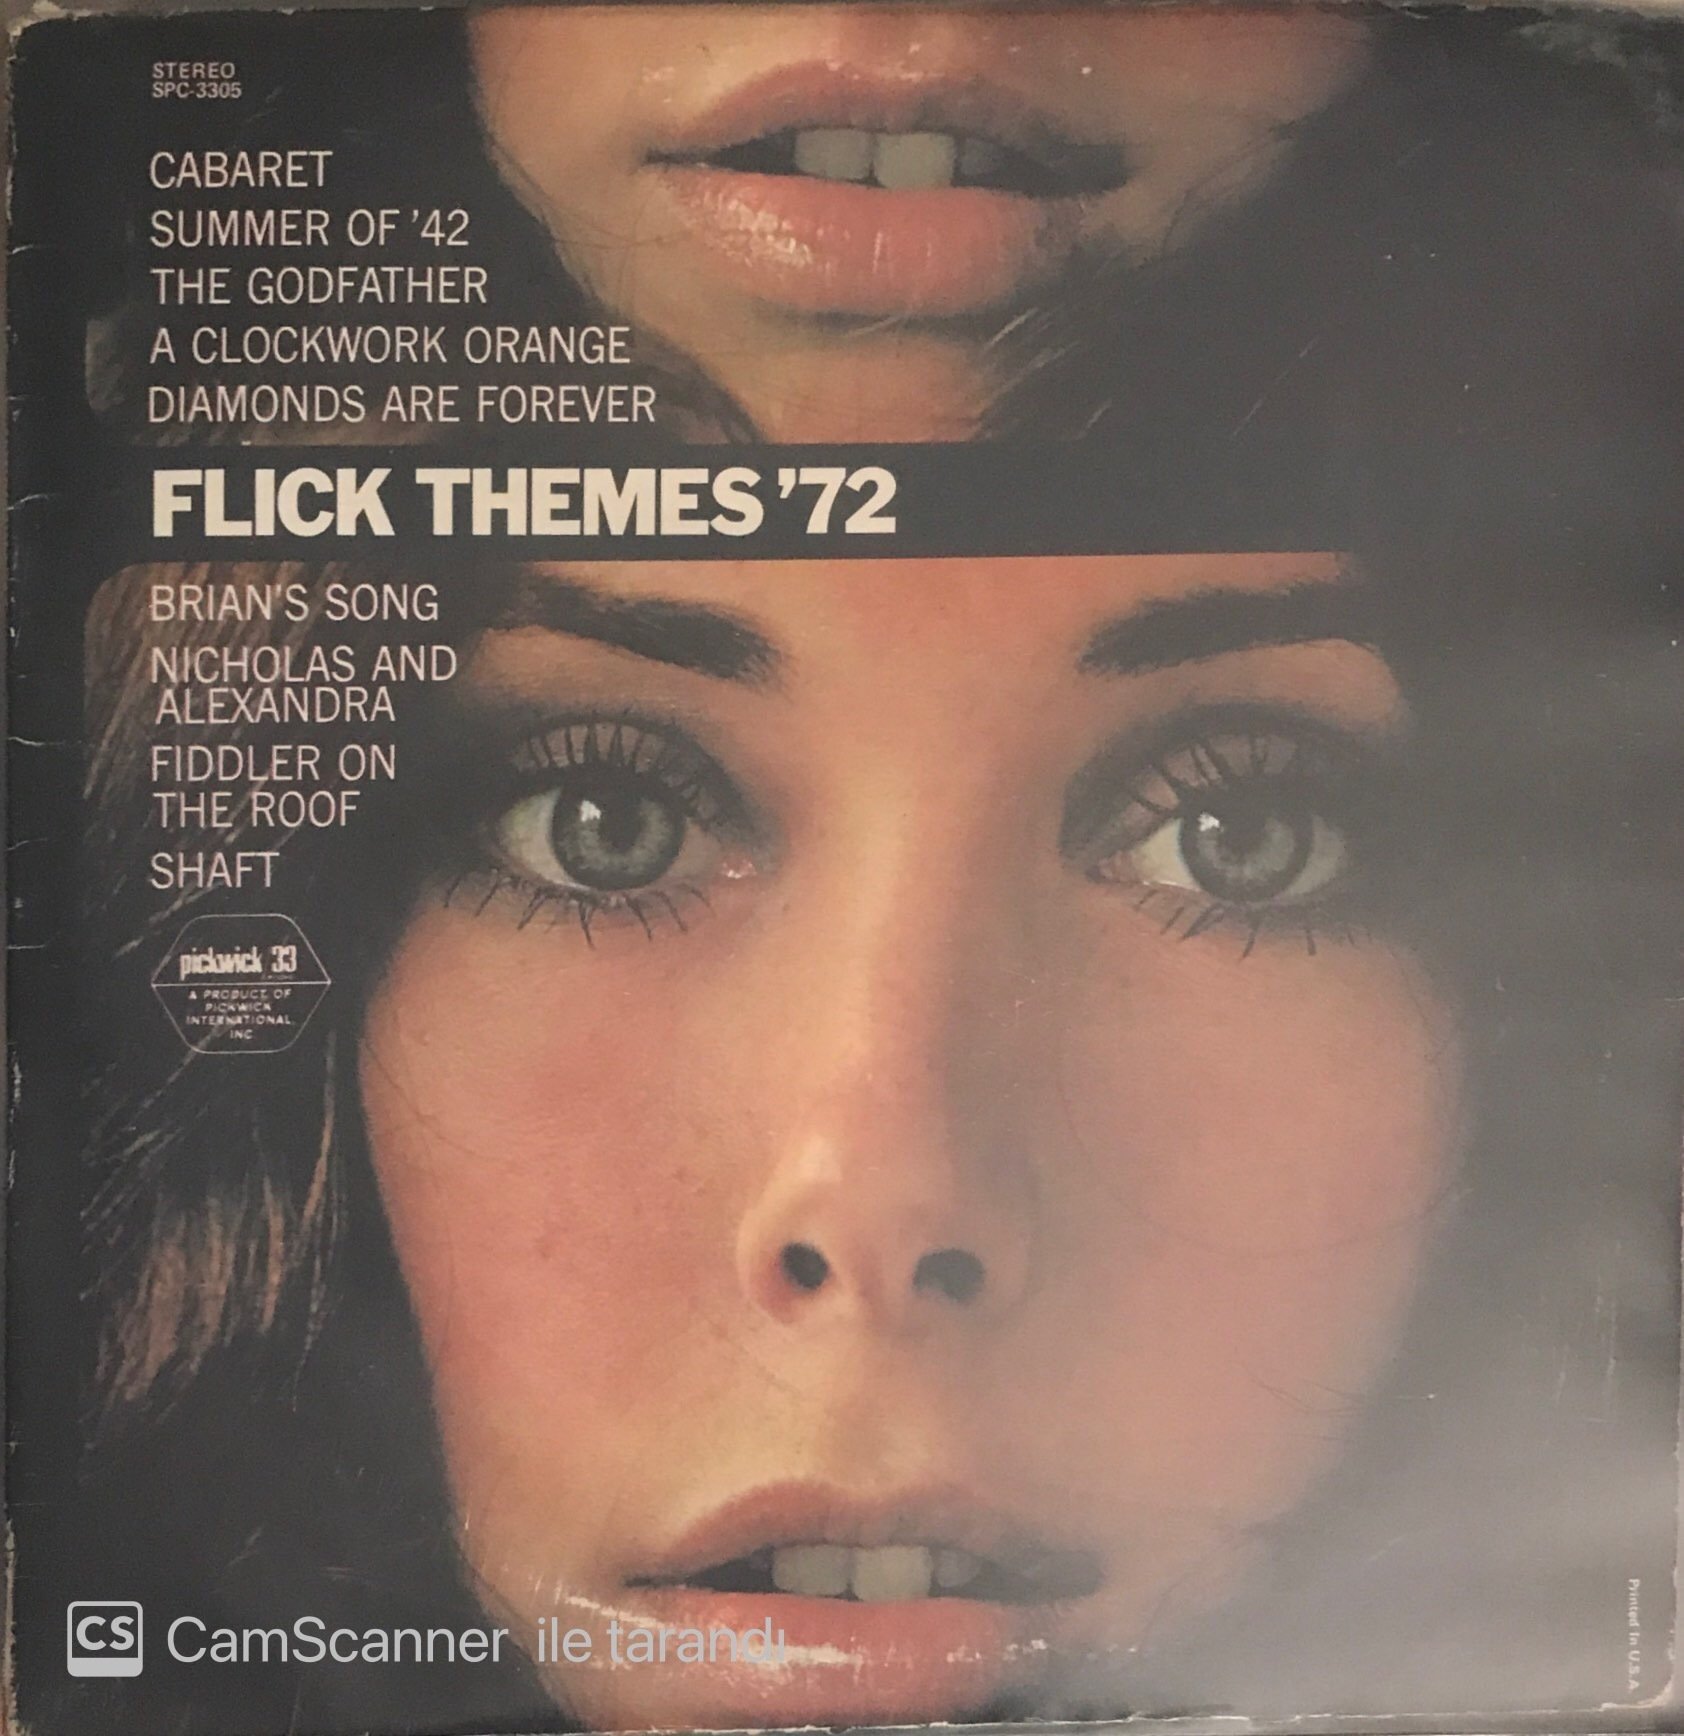 STEREO
SPC-3305
CABARET
SUMMER OF '42
THE GODFATHER
A CLOCKWORK ORANGE
DIAMONDS ARE FOREVER
FLICK THEMES '72
BRIAN'S SONG
NICHOLAS AND
ALEXANDRA
FIDDLER ON
THE ROOF
SHAFT
pickwick 33
A PRODUCT OF
PICKWICK
INTERNATIONAL,
INC
CS CamScanner ile tarandı
Printed in U.S.A.